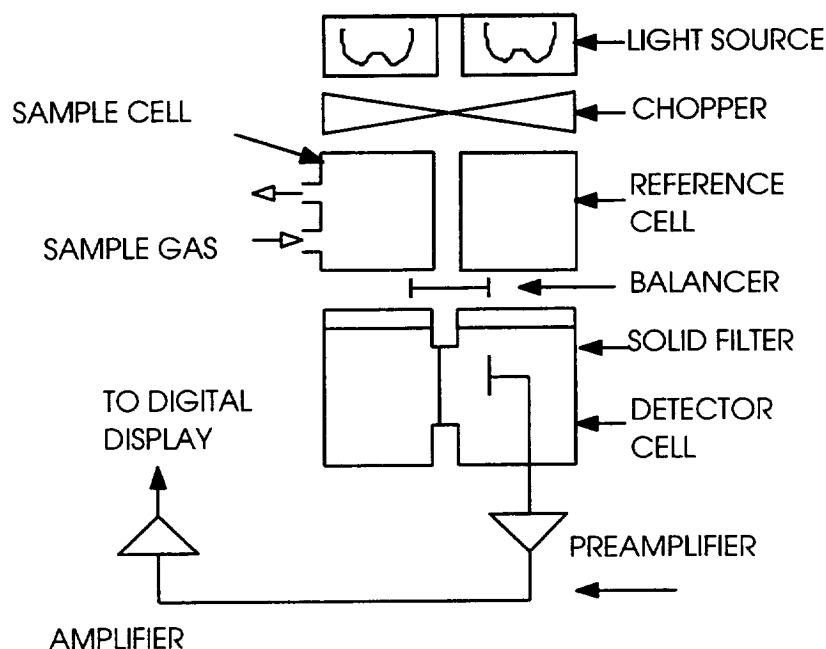 LIGHT SOURCE
CHOPPER
SAMPLE CELL
REFERENCE
CELL
SAMPLE GAS
BALANCER
SOLID FILTER
TO DIGITAL
DISPLAY
DETECTOR
CELL
PREAMPLIFIER
AMPLIFIER